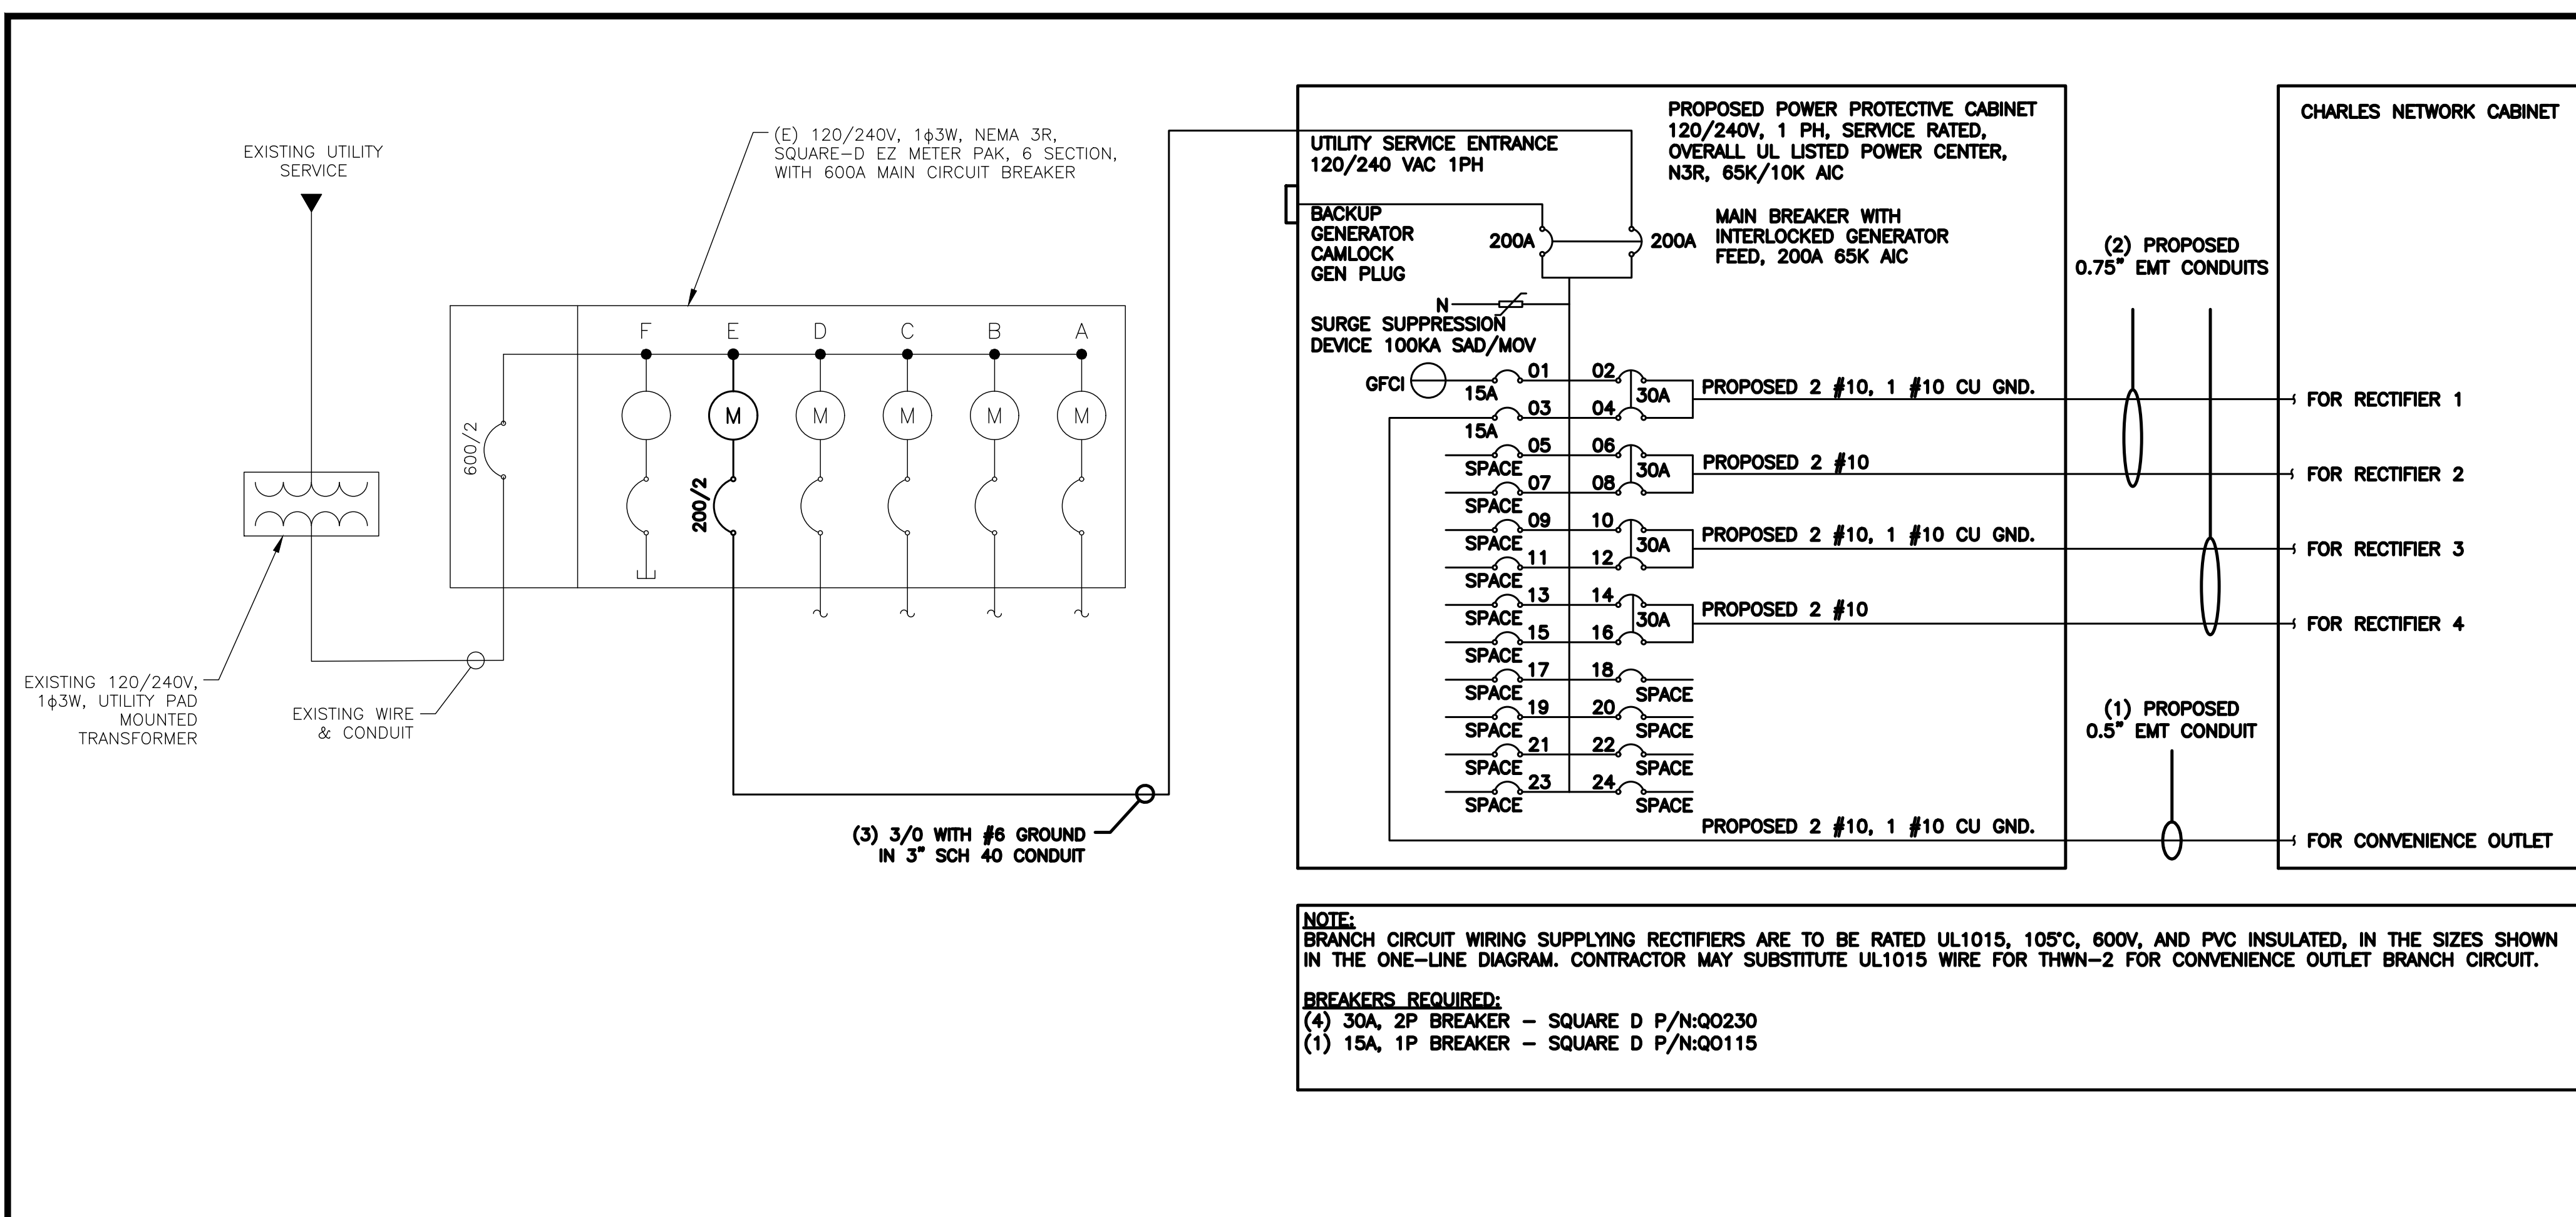 EXISTING UTILITY
SERVICE
(E) 120/240V, 1ϕ3W, NEMA 3R,
SQUARE-D EZ METER PAK, 6 SECTION,
WITH 600A MAIN CIRCUIT BREAKER
F E D C B A
M M M M M
600/2
200/2
EXISTING 120/240V,
1ϕ3W, UTILITY PAD
MOUNTED
TRANSFORMER
EXISTING WIRE
& CONDUIT
(3) 3/0 WITH #6 GROUND
IN 3" SCH 40 CONDUIT
UTILITY SERVICE ENTRANCE
120/240 VAC 1PH
PROPOSED POWER PROTECTIVE CABINET
120/240V, 1 PH, SERVICE RATED,
OVERALL UL LISTED POWER CENTER,
N3R, 65K/10K AIC
BACKUP
GENERATOR
CAMLOCK
GEN PLUG
200A
200A
MAIN BREAKER WITH
INTERLOCKED GENERATOR
FEED, 200A 65K AIC
N
SURGE SUPPRESSION
DEVICE 100KA SAD/MOV
GFCI
01 02
15A 30A
PROPOSED 2 #10, 1 #10 CU GND.
03 04
15A
05 06
SPACE 30A
PROPOSED 2 #10
07 08
SPACE
09 10
SPACE 30A
PROPOSED 2 #10, 1 #10 CU GND.
11 12
SPACE
13 14
SPACE 30A
PROPOSED 2 #10
15 16
SPACE
17 18
SPACE SPACE
19 20
SPACE SPACE
21 22
SPACE SPACE
23 24
SPACE SPACE
PROPOSED 2 #10, 1 #10 CU GND.
(2) PROPOSED
0.75" EMT CONDUITS
(1) PROPOSED
0.5" EMT CONDUIT
CHARLES NETWORK CABINET
FOR RECTIFIER 1
FOR RECTIFIER 2
FOR RECTIFIER 3
FOR RECTIFIER 4
FOR CONVENIENCE OUTLET
NOTE:
BRANCH CIRCUIT WIRING SUPPLYING RECTIFIERS ARE TO BE RATED UL1015, 105°C, 600V, AND PVC INSULATED, IN THE SIZES SHOWN
IN THE ONE-LINE DIAGRAM. CONTRACTOR MAY SUBSTITUTE UL1015 WIRE FOR THWN-2 FOR CONVENIENCE OUTLET BRANCH CIRCUIT.
BREAKERS REQUIRED:
(4) 30A, 2P BREAKER - SQUARE D P/N:QO230
(1) 15A, 1P BREAKER - SQUARE D P/N:QO115